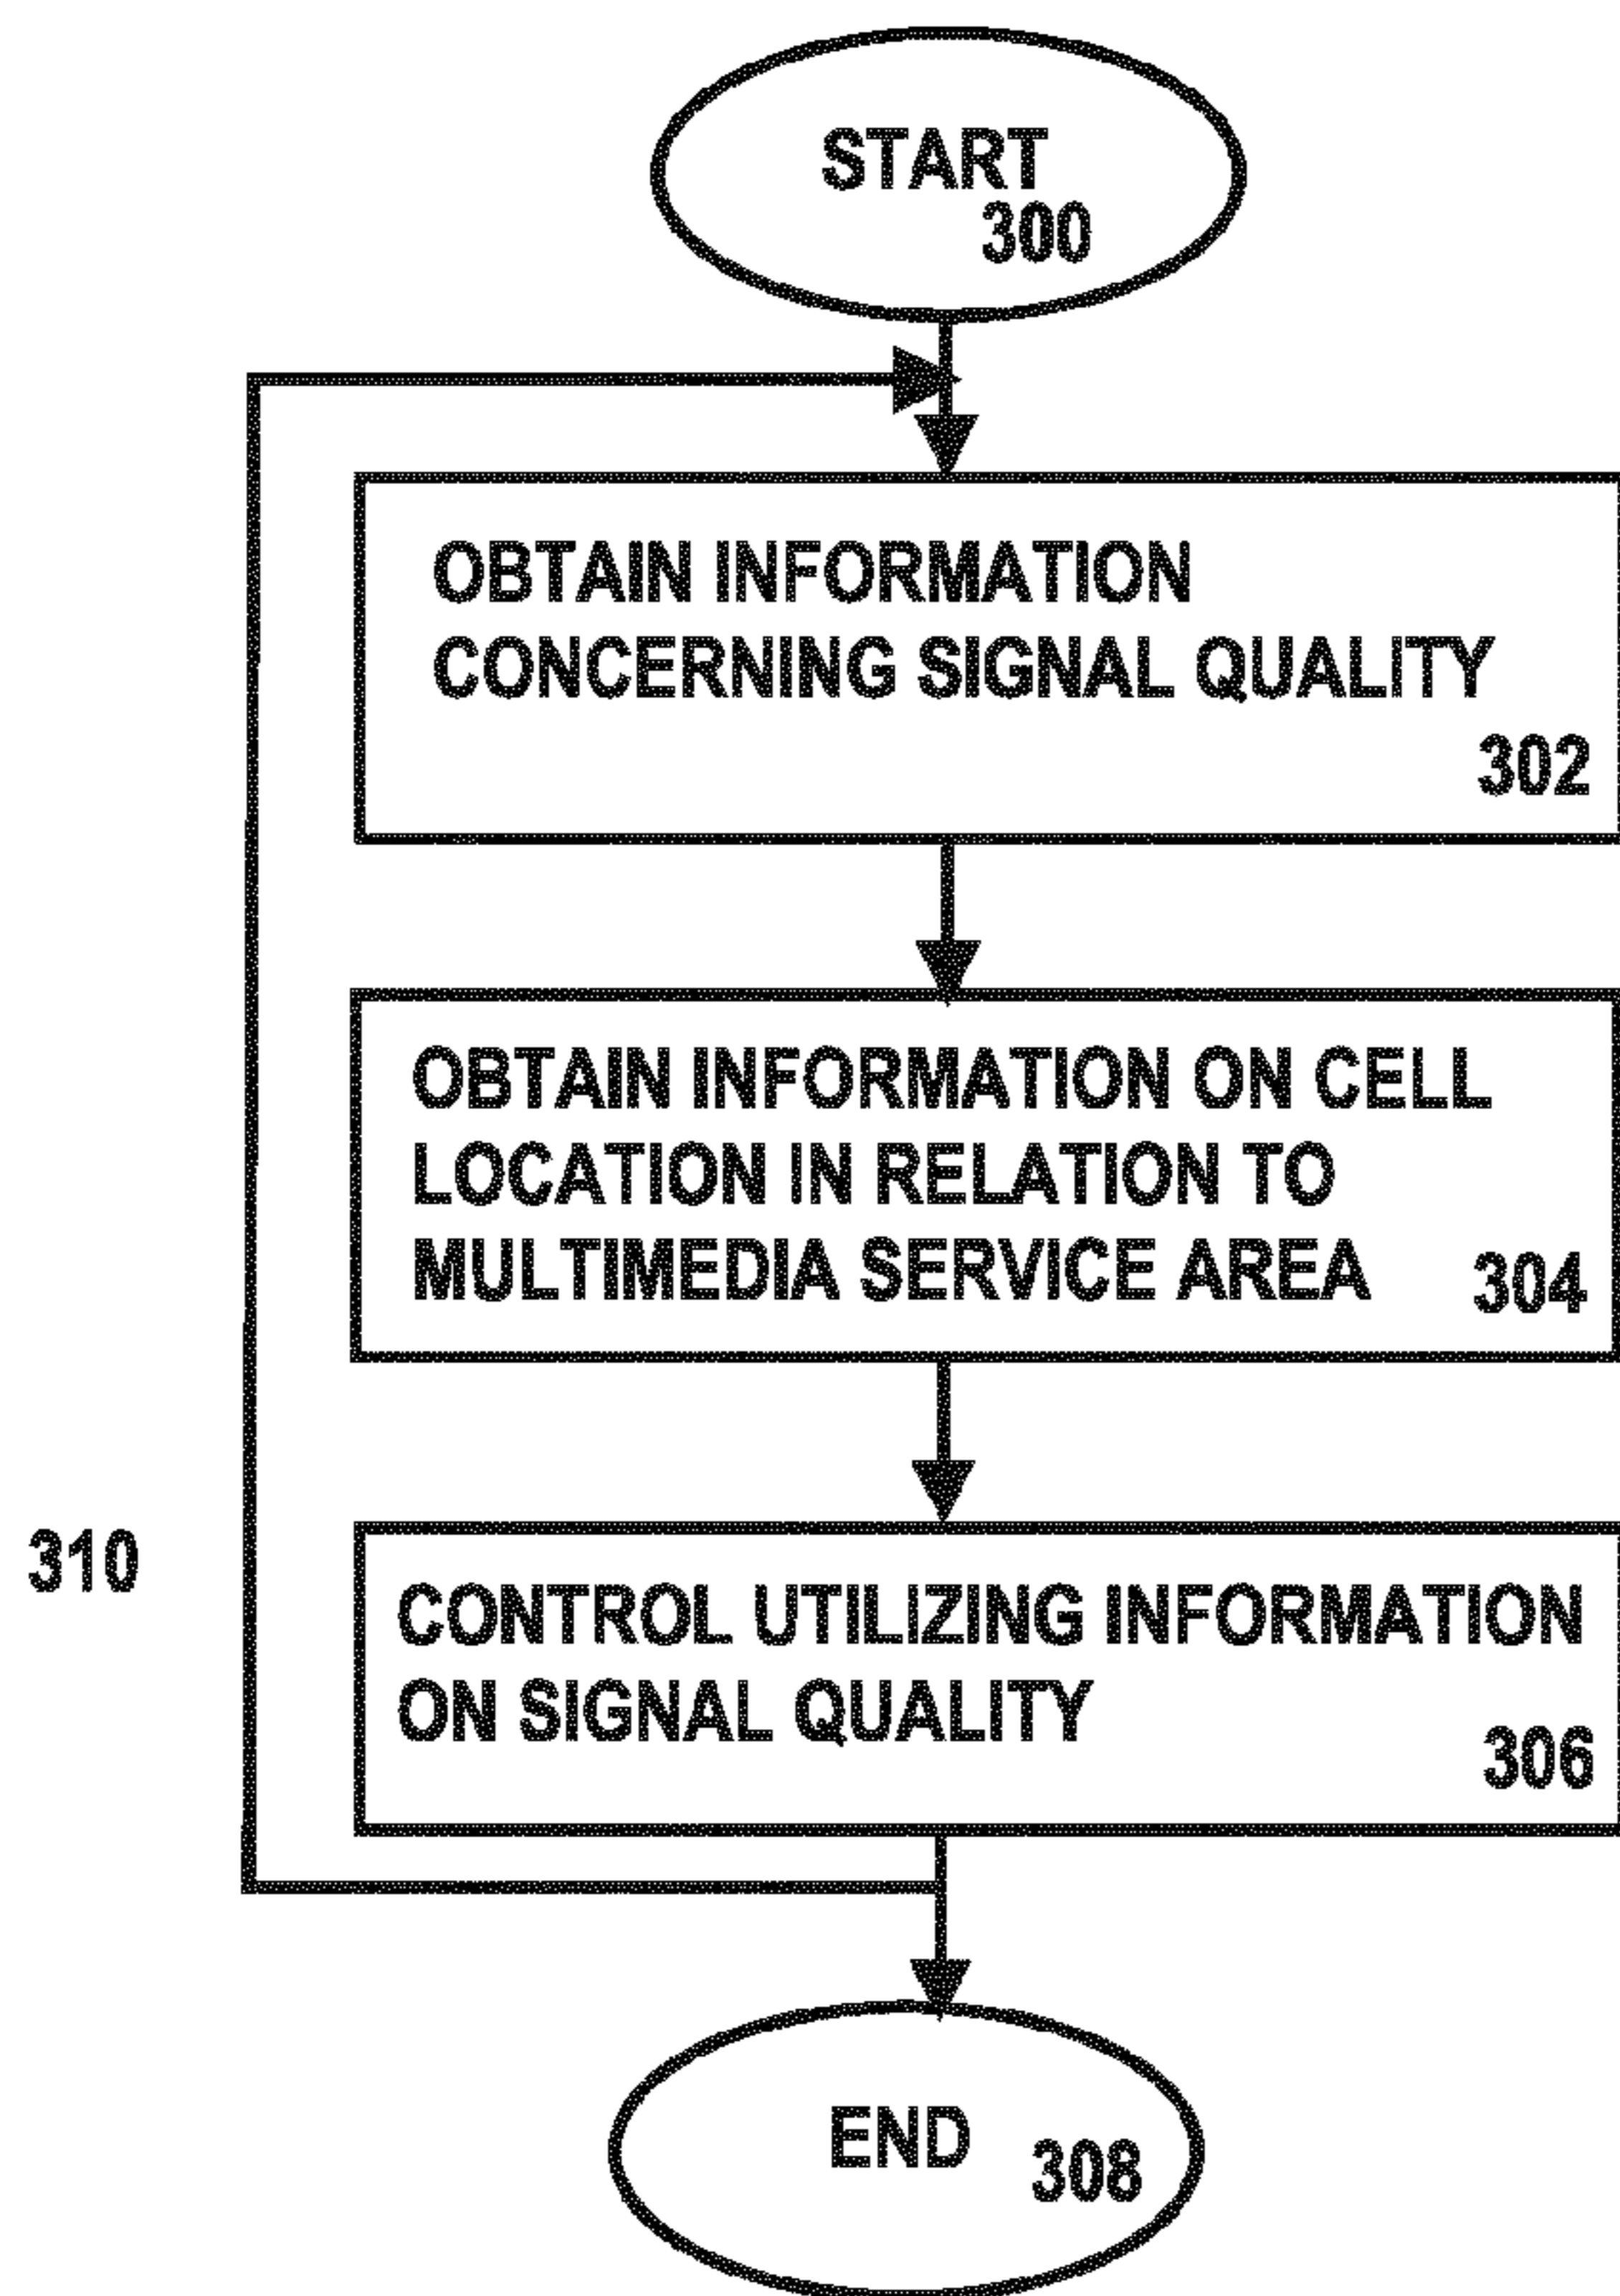 START
300
OBTAIN INFORMATION
CONCERNING SIGNAL QUALITY
302
OBTAIN INFORMATION ON CELL
LOCATION IN RELATION TO
MULTIMEDIA SERVICE AREA
304
310
CONTROL UTILIZING INFORMATION
ON SIGNAL QUALITY
306
END
308